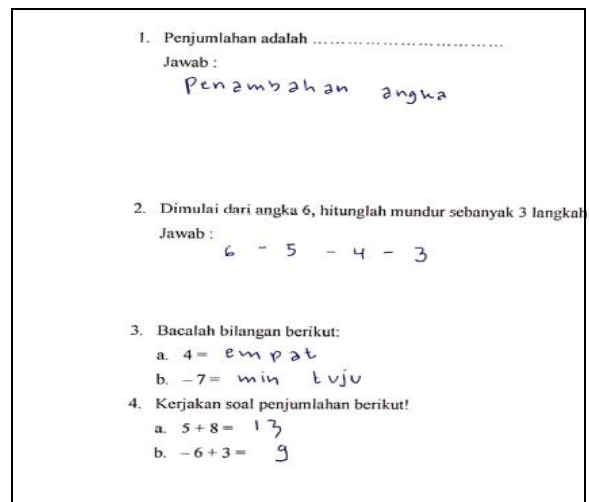 1. Penjumlahan adalah ................................
Jawab :
Penambahan angka
2. Dimulai dari angka 6, hitunglah mundur sebanyak 3 langkah
Jawab :
6 - 5 - 4 - 3
3. Bacalah bilangan berikut:
a. 4 = empat
b. - 7 = min tuju
4. Kerjakan soal penjumlahan berikut!
a. 5 + 8 = 13
b. - 6 + 3 = 9